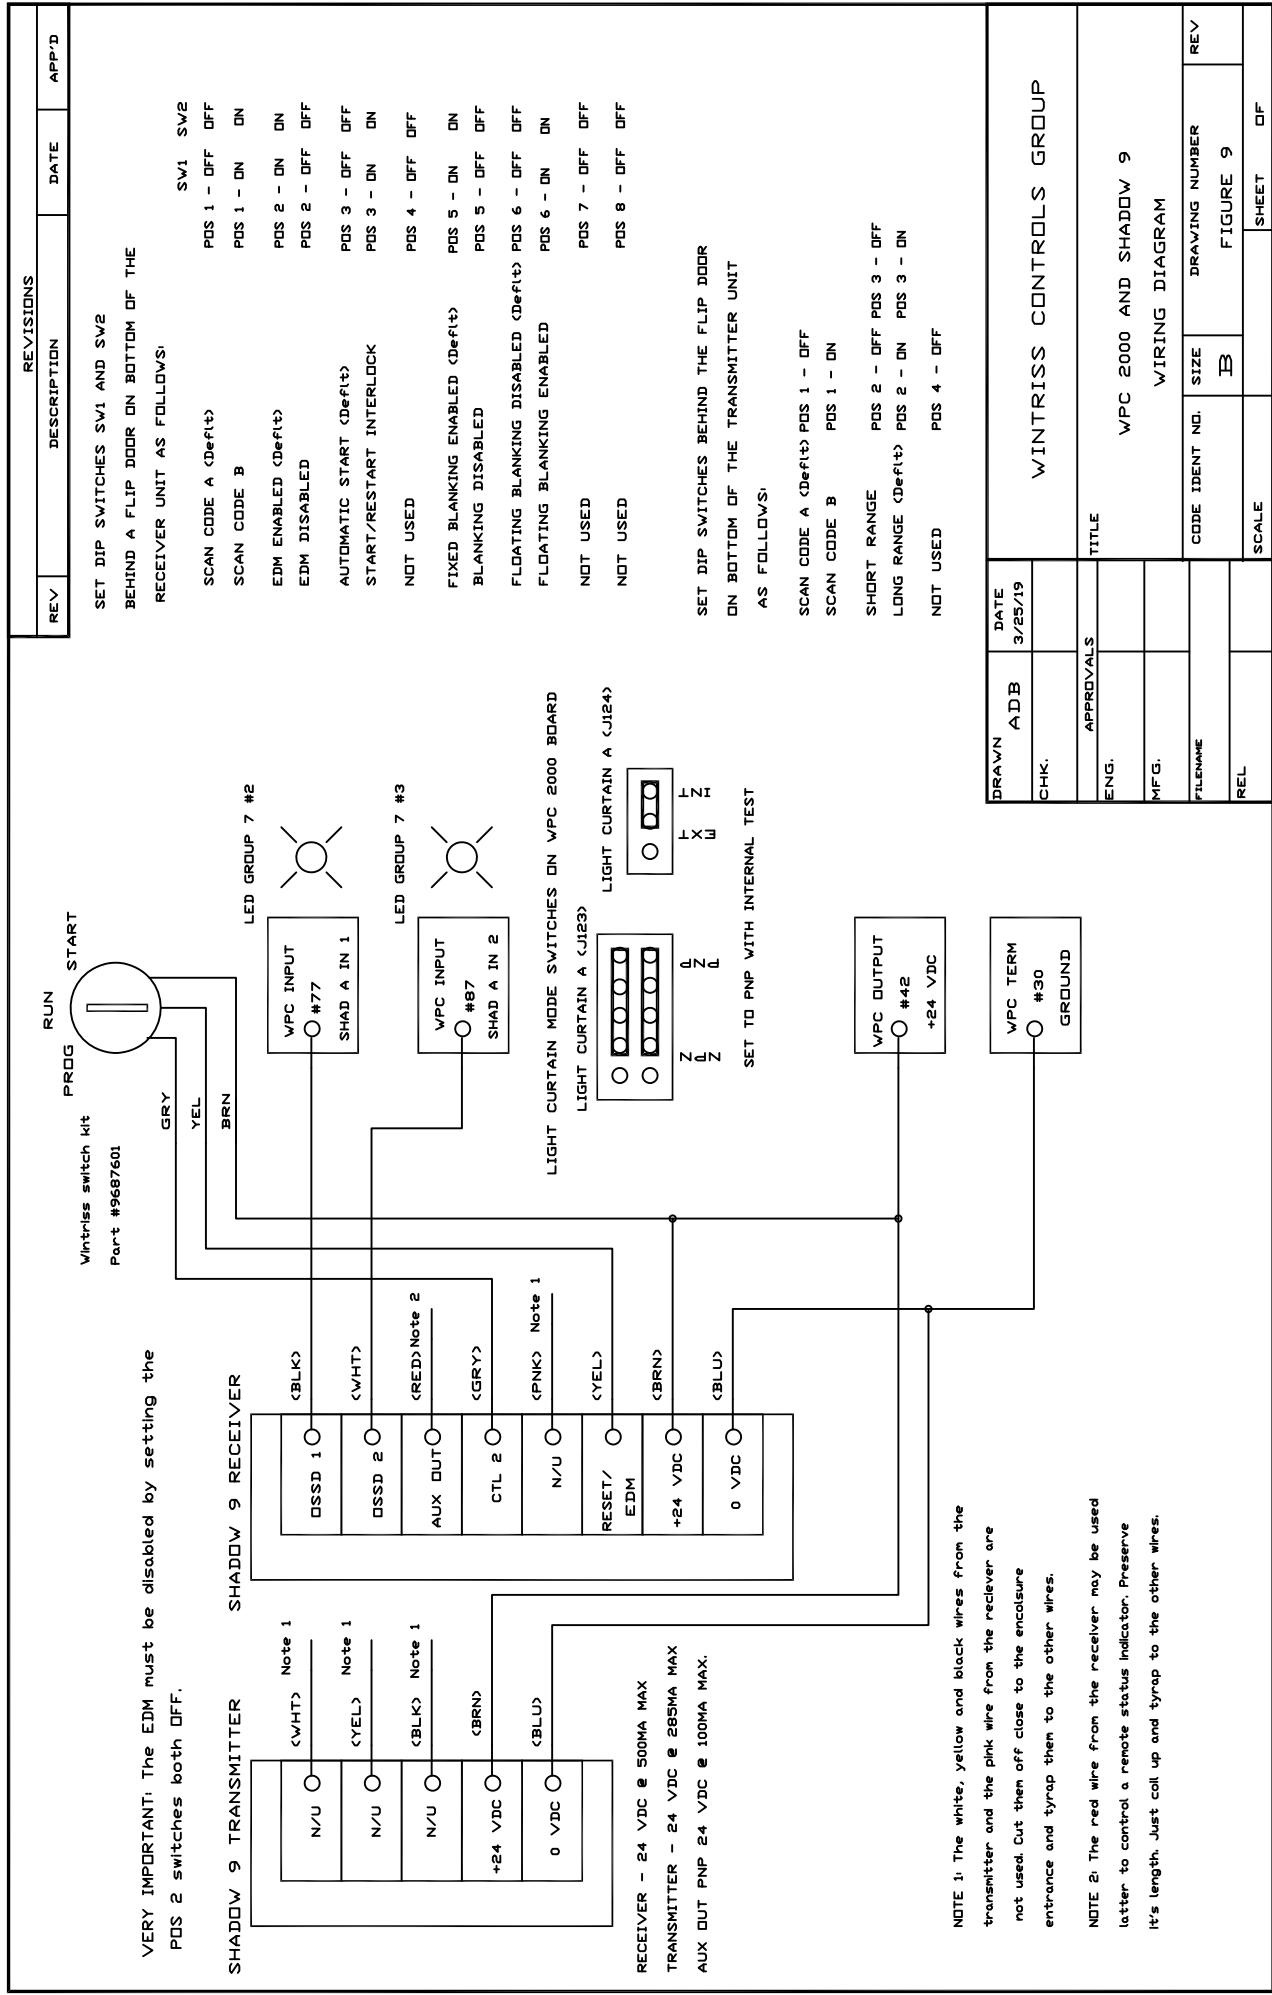 REVISIONS
REV DESCRIPTION DATE APP'D
VERY IMPORTANT: The EDM must be disabled by setting the
POS 2 switches both OFF.
SHADOW 9 TRANSMITTER
N/U <WHT> Note 1
N/U <YEL> Note 1
N/U <BLK> Note 1
+24 VDC <BRN>
0 VDC <BLU>
SHADOW 9 RECEIVER
OSSD 1 <BLK>
OSSD 2 <WHT>
AUX OUT <RED> Note 2
CTL 2 <GRY>
N/U <PNK> Note 1
RESET/
EDM <YEL>
+24 VDC <BRN>
0 VDC <BLU>
RECEIVER - 24 VDC @ 500MA MAX
TRANSMITTER - 24 VDC @ 285MA MAX
AUX OUT PNP 24 VDC @ 100MA MAX.
NOTE 1: The white, yellow and black wires from the
transmitter and the pink wire from the reciever are
not used. Cut them off close to the encolsure
entrance and tyrap them to the other wires.
NOTE 2: The red wire from the receiver may be used
latter to control a remote status indicator. Preserve
it's length. Just coil up and tyrap to the other wires.
Wintriss switch kit
Part #9687601
PROG RUN START
GRY
YEL
BRN
WPC INPUT
#77
SHAD A IN 1
LED GROUP 7 #2
WPC INPUT
#87
SHAD A IN 2
LED GROUP 7 #3
LIGHT CURTAIN MODE SWITCHES ON WPC 2000 BOARD
LIGHT CURTAIN A <J123>
NPN PNP
LIGHT CURTAIN A <J124>
EXT INT
SET TO PNP WITH INTERNAL TEST
WPC OUTPUT
#42
+24 VDC
WPC TERM
#30
GROUND
SET DIP SWITCHES SW1 AND SW2
BEHIND A FLIP DOOR ON BOTTOM OF THE
RECEIVER UNIT AS FOLLOWS:
SW1 SW2
SCAN CODE A <Deflt> POS 1 - OFF OFF
SCAN CODE B POS 1 - ON ON
EDM ENABLED <Deflt> POS 2 - ON ON
EDM DISABLED POS 2 - OFF OFF
AUTOMATIC START <Deflt> POS 3 - OFF OFF
START/RESTART INTERLOCK POS 3 - ON ON
NOT USED POS 4 - OFF OFF
FIXED BLANKING ENABLED <Deflt> POS 5 - ON ON
BLANKING DISABLED POS 5 - OFF OFF
FLOATING BLANKING DISABLED <Deflt> POS 6 - OFF OFF
FLOATING BLANKING ENABLED POS 6 - ON ON
NOT USED POS 7 - OFF OFF
NOT USED POS 8 - OFF OFF
SET DIP SWITCHES BEHIND THE FLIP DOOR
ON BOTTOM OF THE TRANSMITTER UNIT
AS FOLLOWS:
SCAN CODE A <Deflt> POS 1 - OFF
SCAN CODE B POS 1 - ON
SHORT RANGE POS 2 - OFF POS 3 - OFF
LONG RANGE <Deflt> POS 2 - ON POS 3 - ON
NOT USED POS 4 - OFF
DRAWN ADB DATE 3/25/19
CHK.
APPROVALS
ENG.
MFG.
FILENAME
REL
WINTRISS CONTROLS GROUP
TITLE
WPC 2000 AND SHADOW 9
WIRING DIAGRAM
CODE IDENT NO. SIZE B DRAWING NUMBER FIGURE 9 REV
SCALE SHEET OF